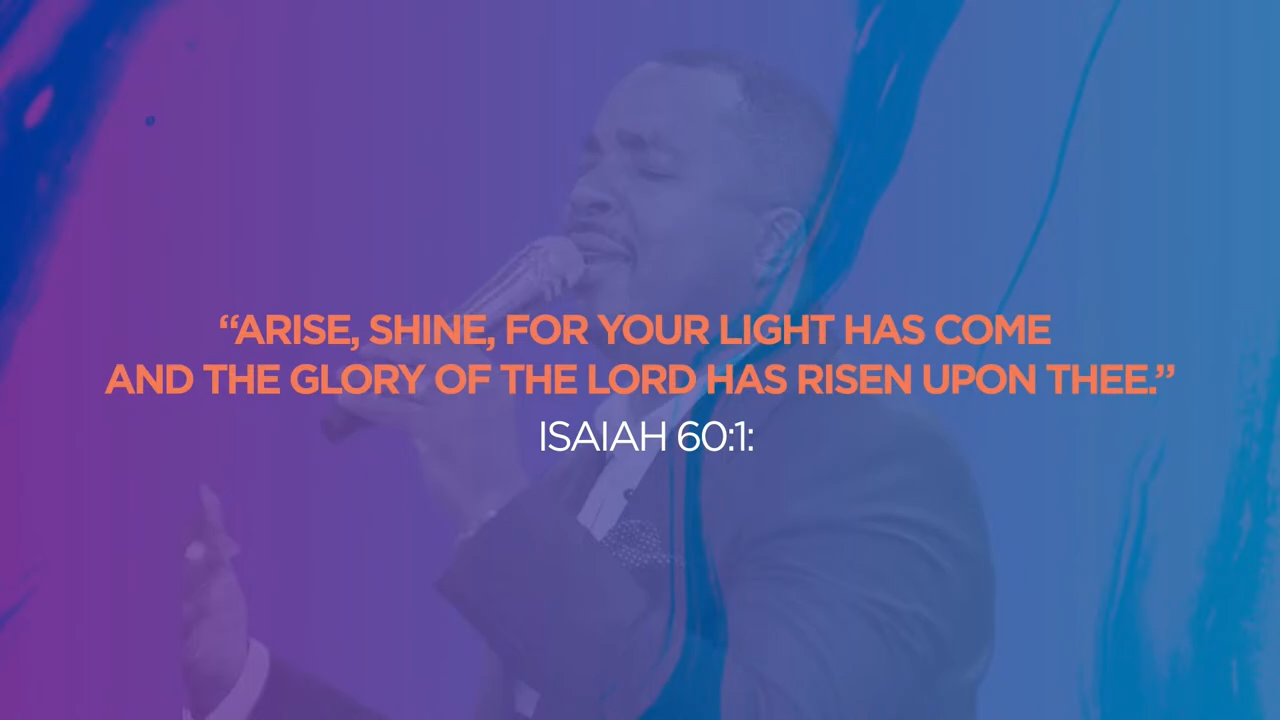 “ARISE, SHINE, FOR YOUR LIGHT HAS COME
AND THE GLORY OF THE LORD HAS RISEN UPON THEE.”
ISAIAH 60:1: